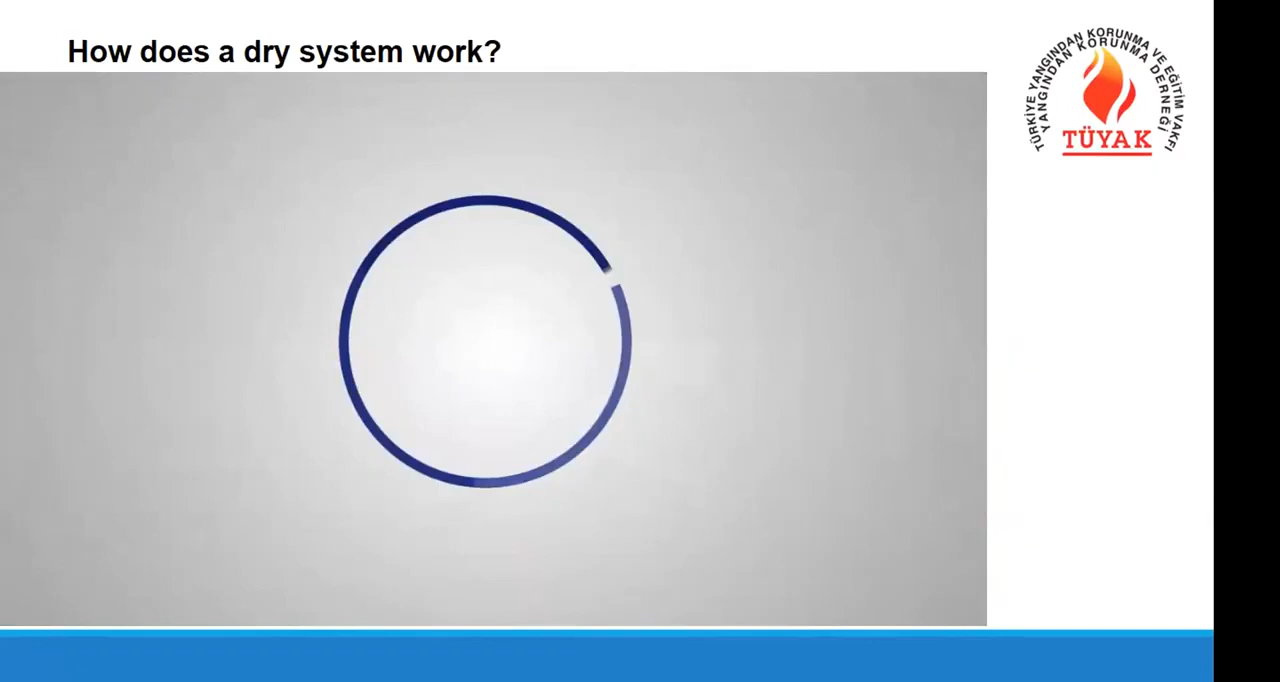 How does a dry system work?
TÜRKİYE YANGINDAN KORUNMA VE EĞİTİM VAKFI
YANGINDAN KORUNMA DERNEĞİ
TÜYAK